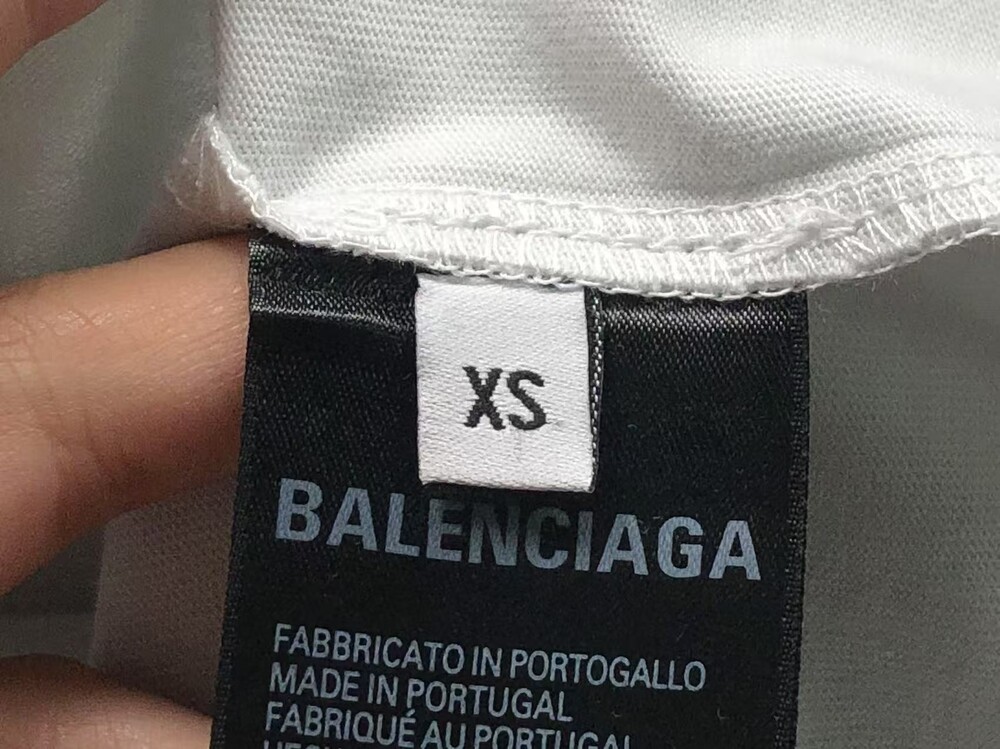 XS
BALENCIAGA
FABBRICATO IN PORTOGALLO
MADE IN PORTUGAL
FABRIQUÉ AU PORTUGAL